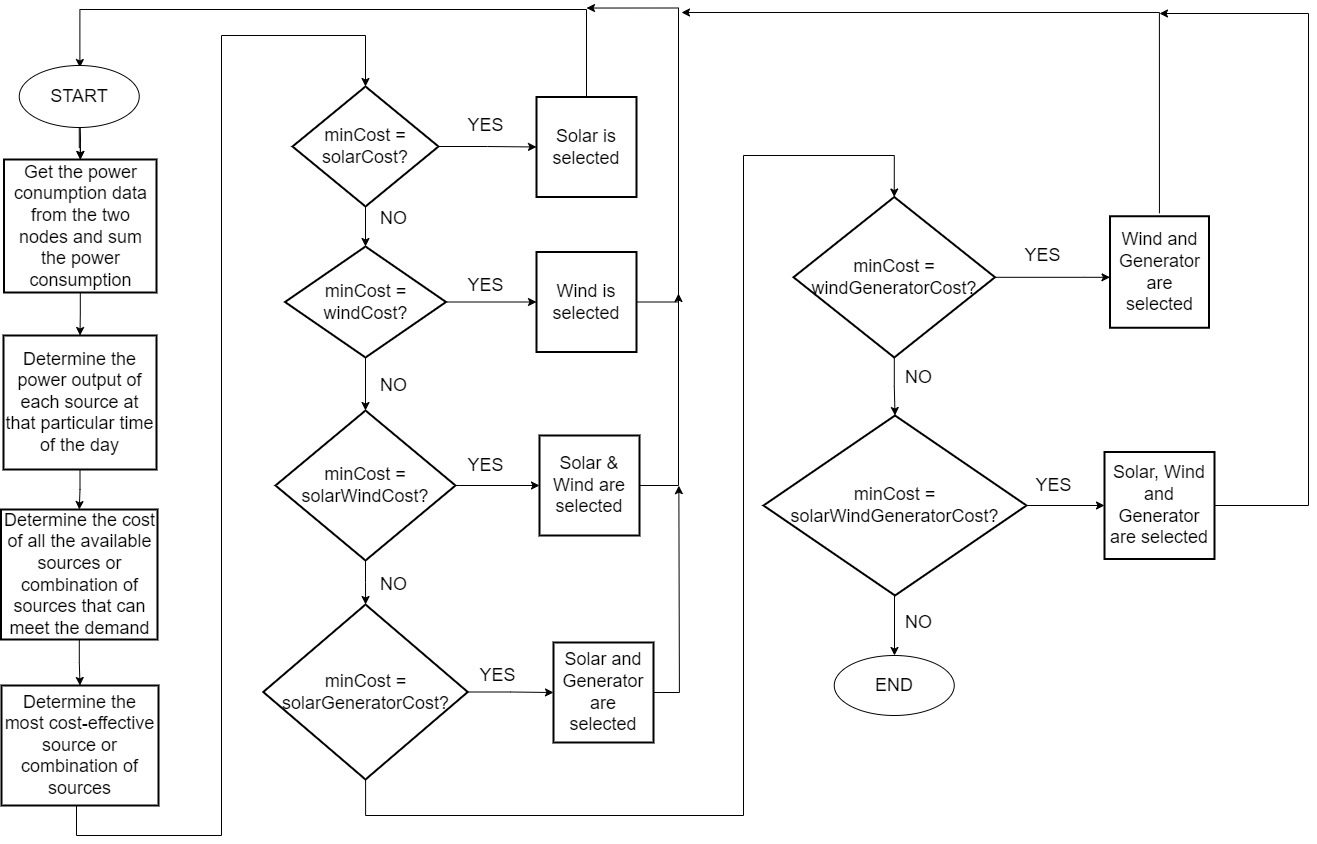 START
Get the power
conumption data
from the two
nodes and sum
the power
consumption
Determine the
power output of
each source at
that particular time
of the day
Determine the cost
of all the available
sources or
combination of
sources that can
meet the demand
Determine the
most cost-effective
source or
combination of
sources
minCost =
solarCost?
YES
Solar is
selected
NO
minCost =
windCost?
YES
Wind is
selected
NO
minCost =
solarWindCost?
YES
Solar &
Wind are
selected
NO
minCost =
solarGeneratorCost?
YES
Solar and
Generator
are
selected
minCost =
windGeneratorCost?
YES
Wind and
Generator
are
selected
NO
minCost =
solarWindGeneratorCost?
YES
Solar, Wind
and
Generator
are selected
NO
END